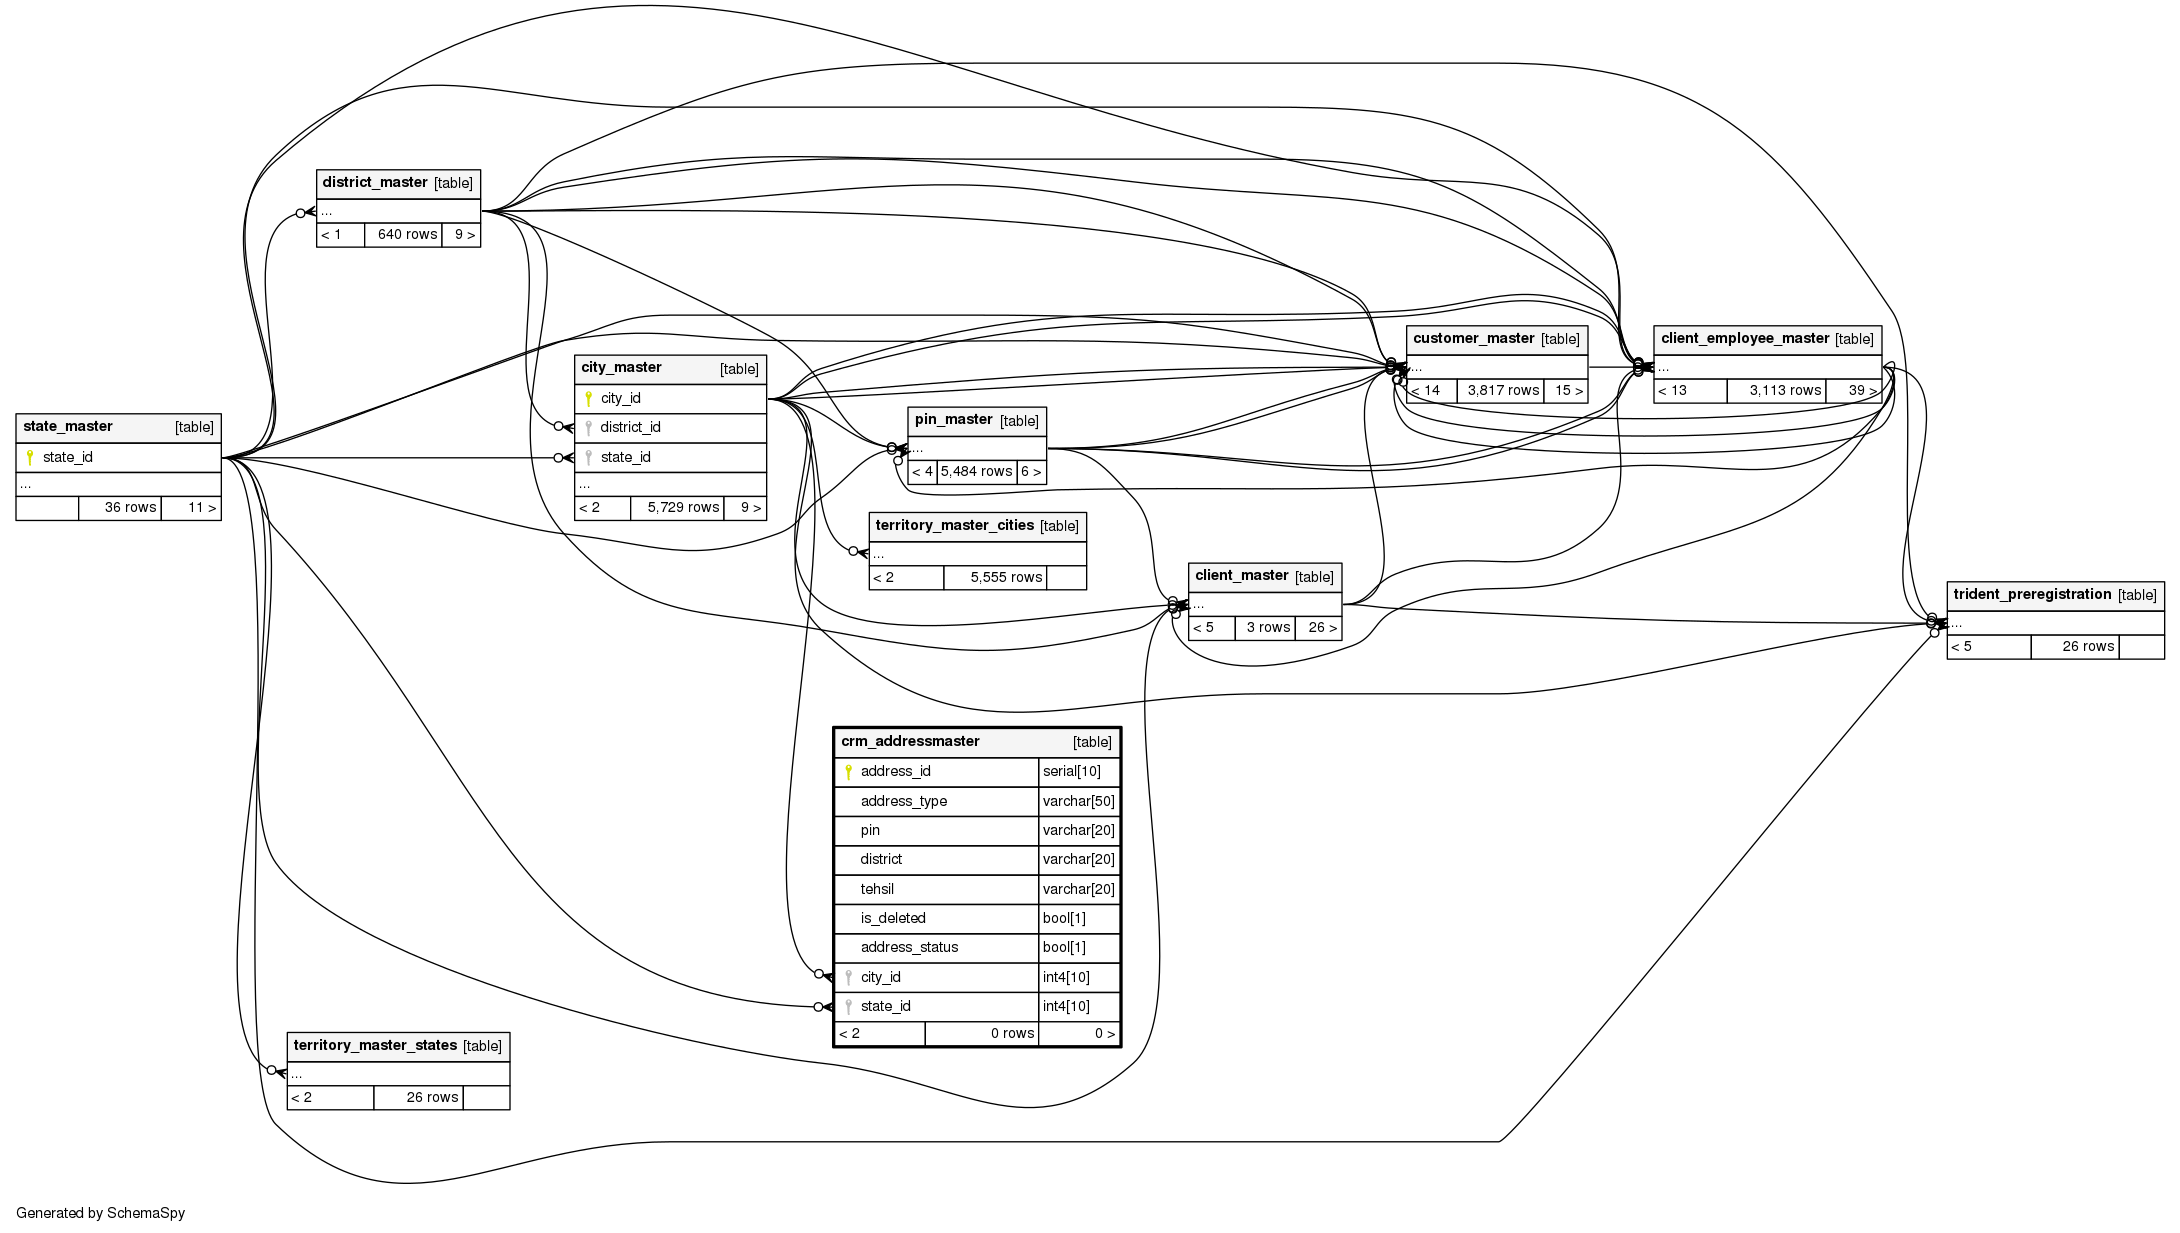 district_master [table]
...
< 1 640 rows 9 >
customer_master [table]
...
< 14 3,817 rows 15 >
client_employee_master [table]
...
< 13 3,113 rows 39 >
city_master [table]
city_id
district_id
state_id
...
< 2 5,729 rows 9 >
state_master [table]
state_id
...
36 rows 11 >
pin_master [table]
...
< 4 5,484 rows 6 >
territory_master_cities [table]
...
< 2 5,555 rows
client_master [table]
...
< 5 3 rows 26 >
trident_preregistration [table]
...
< 5 26 rows
crm_addressmaster [table]
address_id serial[10]
address_type varchar[50]
pin varchar[20]
district varchar[20]
tehsil varchar[20]
is_deleted bool[1]
address_status bool[1]
city_id int4[10]
state_id int4[10]
< 2 0 rows 0 >
territory_master_states [table]
...
< 2 26 rows
Generated by SchemaSpy